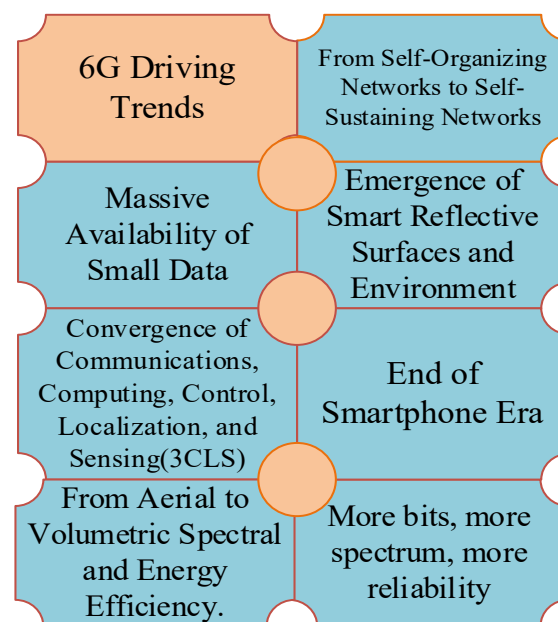 6G Driving
Trends
From Self-Organizing
Networks to Self-
Sustaining Networks
Massive
Availability of
Small Data
Emergence of
Smart Reflective
Surfaces and
Environment
Convergence of
Communications,
Computing, Control,
Localization, and
Sensing(3CLS)
End of
Smartphone Era
From Aerial to
Volumetric Spectral
and Energy
Efficiency.
More bits, more
spectrum, more
reliability